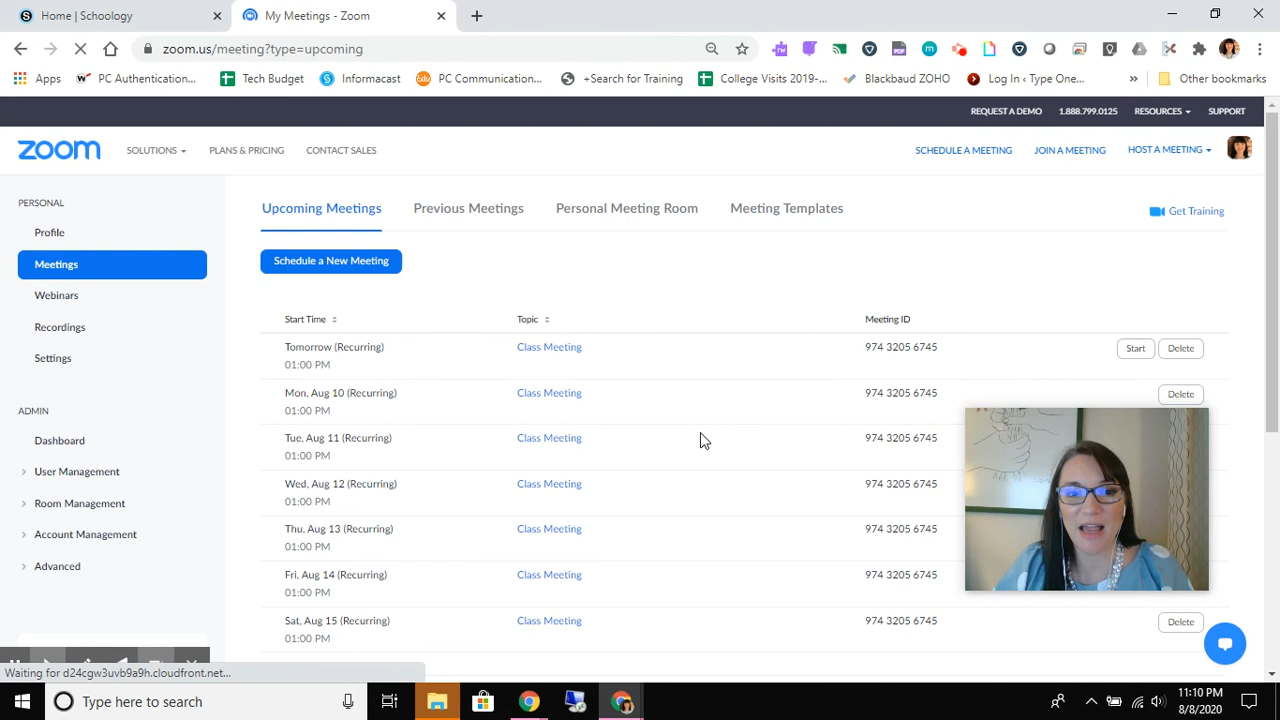 Home | Schoology
My Meetings - Zoom
zoom.us/meeting?type=upcoming
Apps
PC Authentication...
Tech Budget
Informacast
PC Communication...
+Search for Training
College Visits 2019-...
Blackbaud ZOHO
Log In ‹ Type One...
»
Other bookmarks
REQUEST A DEMO
1.888.799.0125
RESOURCES
SUPPORT
zoom
SOLUTIONS
PLANS & PRICING
CONTACT SALES
SCHEDULE A MEETING
JOIN A MEETING
HOST A MEETING
PERSONAL
Profile
Meetings
Webinars
Recordings
Settings
ADMIN
Dashboard
User Management
Room Management
Account Management
Advanced
Upcoming Meetings
Previous Meetings
Personal Meeting Room
Meeting Templates
Get Training
Schedule a New Meeting
Start Time
Topic
Meeting ID
Tomorrow (Recurring)
01:00 PM
Class Meeting
974 3205 6745
Start
Delete
Mon, Aug 10 (Recurring)
01:00 PM
Class Meeting
974 3205 6745
Delete
Tue, Aug 11 (Recurring)
01:00 PM
Class Meeting
974 3205 6745
Wed, Aug 12 (Recurring)
01:00 PM
Class Meeting
974 3205 6745
Thu, Aug 13 (Recurring)
01:00 PM
Class Meeting
974 3205 6745
Fri, Aug 14 (Recurring)
01:00 PM
Class Meeting
974 3205 6745
Sat, Aug 15 (Recurring)
01:00 PM
Class Meeting
974 3205 6745
Delete
Waiting for d24cgw3uvb9a9h.cloudfront.net...
Type here to search
11:10 PM
8/8/2020